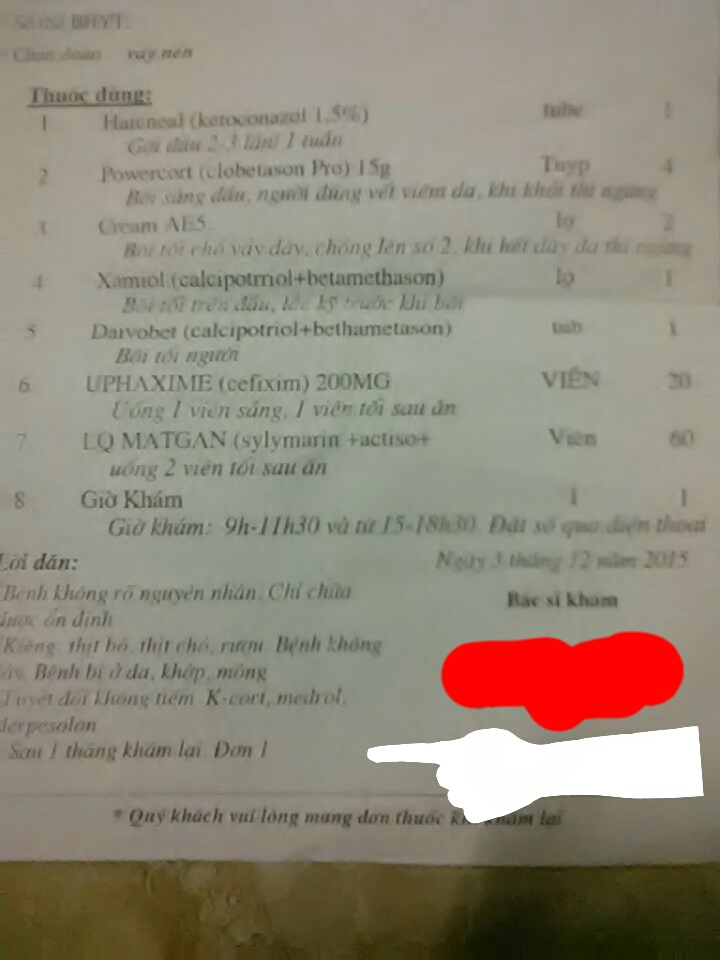 Số thẻ BHYT:
Chẩn đoán vảy nến
Thuốc dùng:
1 Haicneal (ketoconazol 1,5%) tube 1
Gội đầu 2-3 lần/ 1 tuần
2 Powercort (clobetason Pro) 15g Tuyp 4
Bôi sáng đầu, người đúng vết viêm da, khi khỏi thì ngừng
3 Cream AE5. lọ 2
Bôi tối chỗ vảy dày, chồng lên số 2, khi hết dày da thì ngừng
4 Xamiol (calcipotrriol+betamethason) lọ 1
Bôi tối trên đầu, lắc kỹ trước khi bôi
5 Daivobet (calcipotriol+bethametason) tub 1
Bôi tối người
6 UPHAXIME (cefixim) 200MG VIÊN 20
Uống 1 viên sáng, 1 viên tối sau ăn
7 LQ MATGAN (sylymarin +actiso+ Viên 60
uống 2 viên tối sau ăn
8 Giờ Khám 1 1
Giờ khám: 9h-11h30 và từ 15-18h30. Đặt số qua điện thoại
Lời dặn: Ngày 3 tháng 12 năm 2015
Bệnh không rõ nguyên nhân. Chỉ chữa Bác sĩ khám
được ổn định
Kiêng: thịt bò, thịt chó, rượu. Bệnh không
lây. Bệnh bị ở da, khớp, móng
Tuyệt đối không tiêm K-cort, medrol,
derpesolon
Sau 1 tháng khám lại. Đơn 1
* Quý khách vui lòng mang đơn thuốc khi khám lại